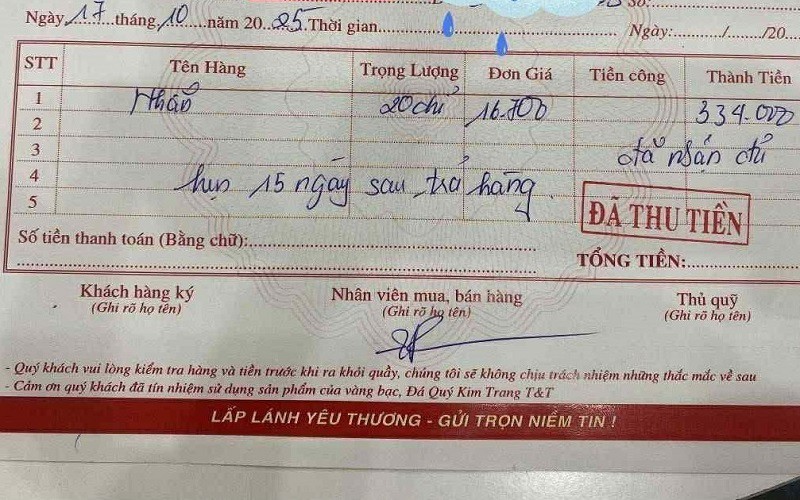 Ngày 17 tháng 10 năm 2025 Thời gian
Số:
Ngày:....../....../20....
STT Tên Hàng Trọng Lượng Đơn Giá Tiền công Thành Tiền
1 Nhẫn 20 chỉ 16.700 334.000
2
3 đã nhận đủ
4 hẹn 15 ngày sau trả hàng
5
ĐÃ THU TIỀN
Số tiền thanh toán (Bằng chữ):
TỔNG TIỀN:
Khách hàng ký Nhân viên mua, bán hàng Thủ quỹ
(Ghi rõ họ tên) (Ghi rõ họ tên) (Ghi rõ họ tên)
- Quý khách vui lòng kiểm tra hàng và tiền trước khi ra khỏi quầy, chúng tôi sẽ không chịu trách nhiệm những thắc mắc về sau
- Cảm ơn quý khách đã tín nhiệm sử dụng sản phẩm của vàng bạc, Đá Quý Kim Trang T&T
LẤP LÁNH YÊU THƯƠNG - GỬI TRỌN NIỀM TIN !